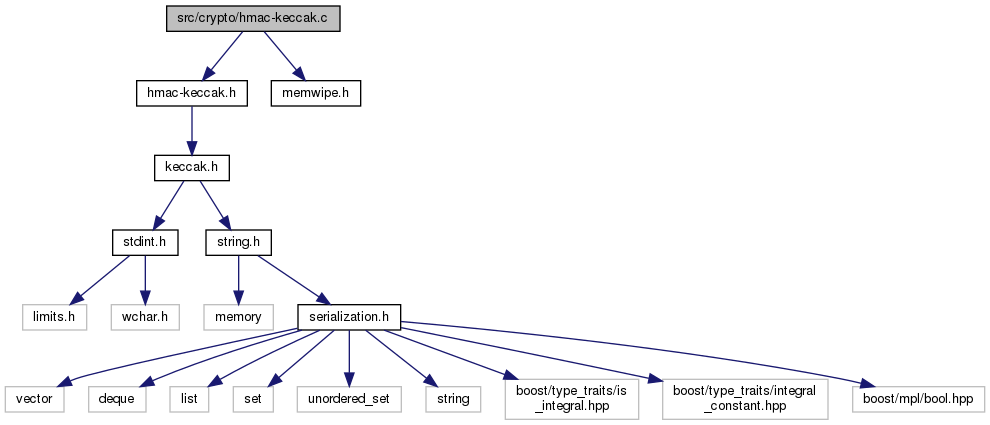 src/crypto/hmac-keccak.c
hmac-keccak.h
memwipe.h
keccak.h
stdint.h
string.h
limits.h
wchar.h
memory
serialization.h
vector
deque
list
set
unordered_set
string
boost/type_traits/is
_integral.hpp
boost/type_traits/integral
_constant.hpp
boost/mpl/bool.hpp